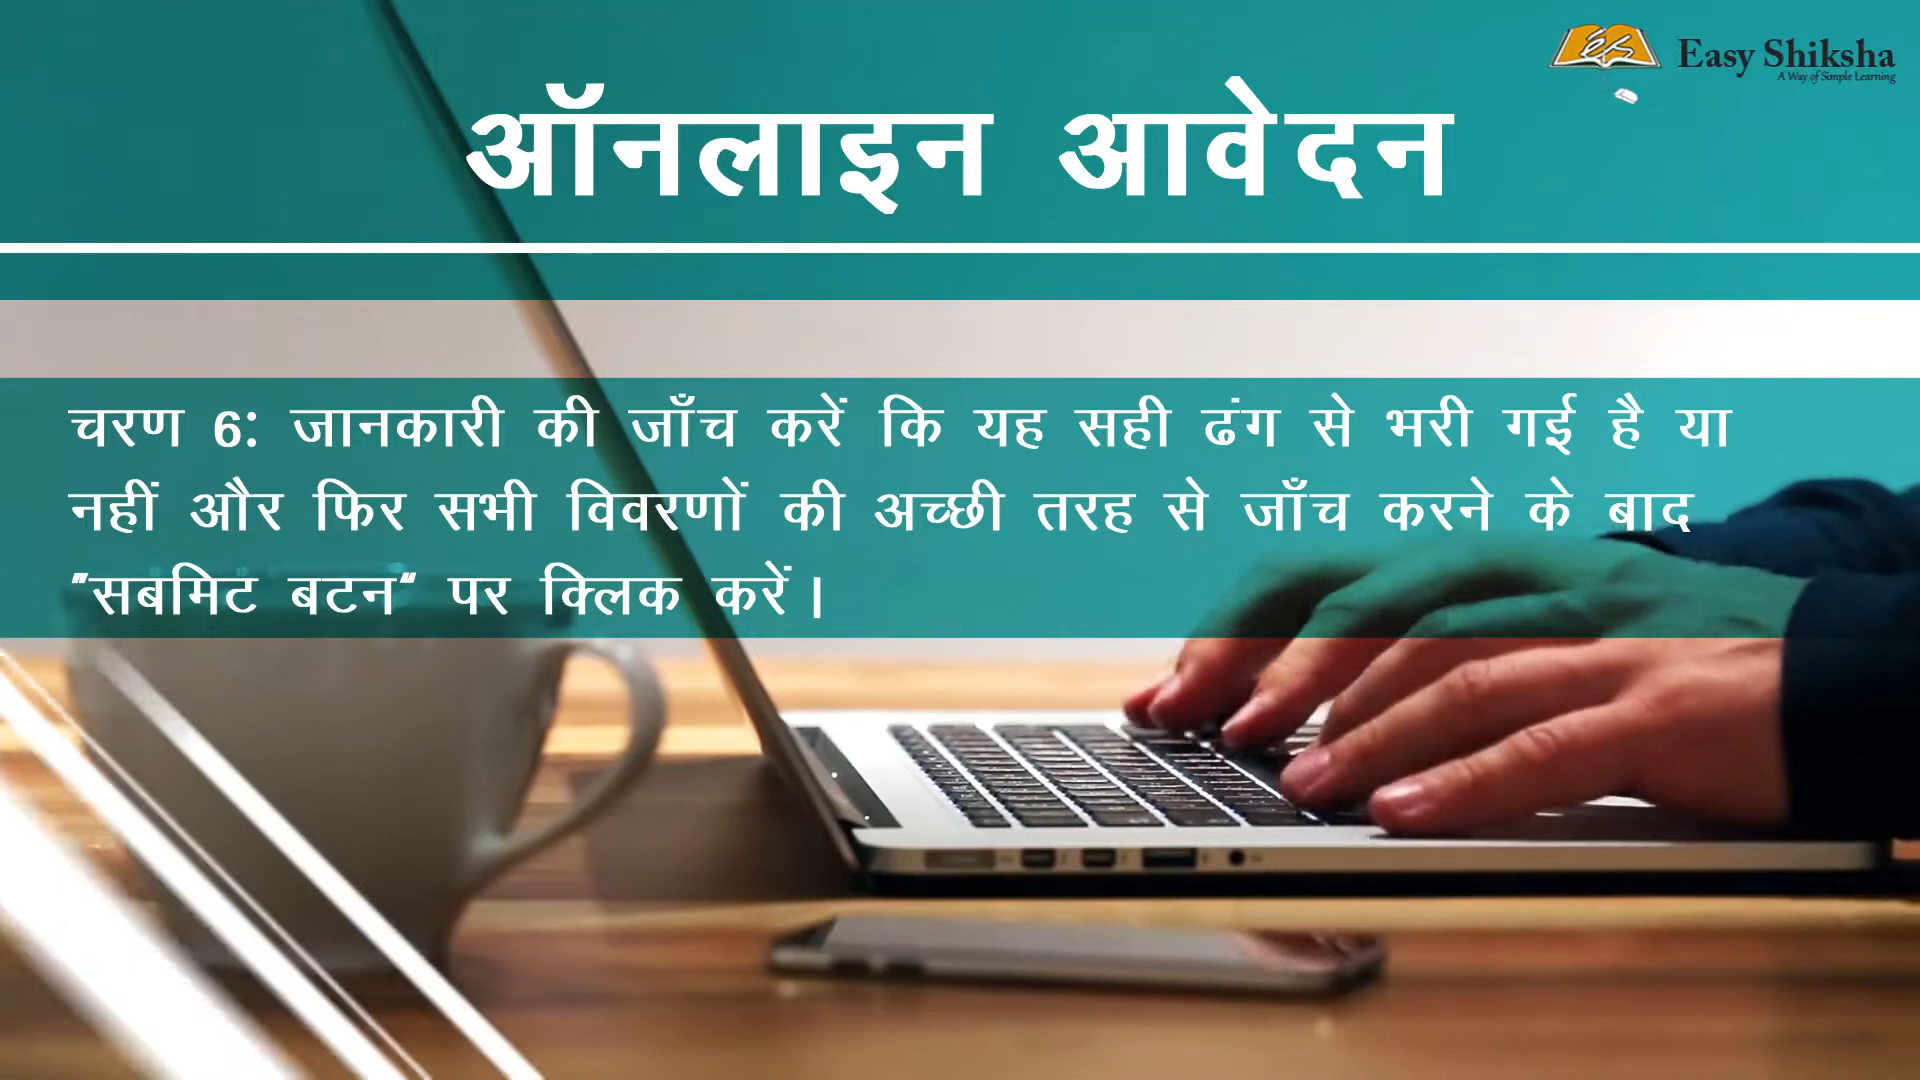 Easy Shiksha
A Way of Simple Learning
ऑनलाइन आवेदन
चरण 6: जानकारी की जाँच करें कि यह सही ढंग से भरी गई है या
नहीं और फिर सभी विवरणों की अच्छी तरह से जाँच करने के बाद
"सबमिट बटन" पर क्लिक करें।